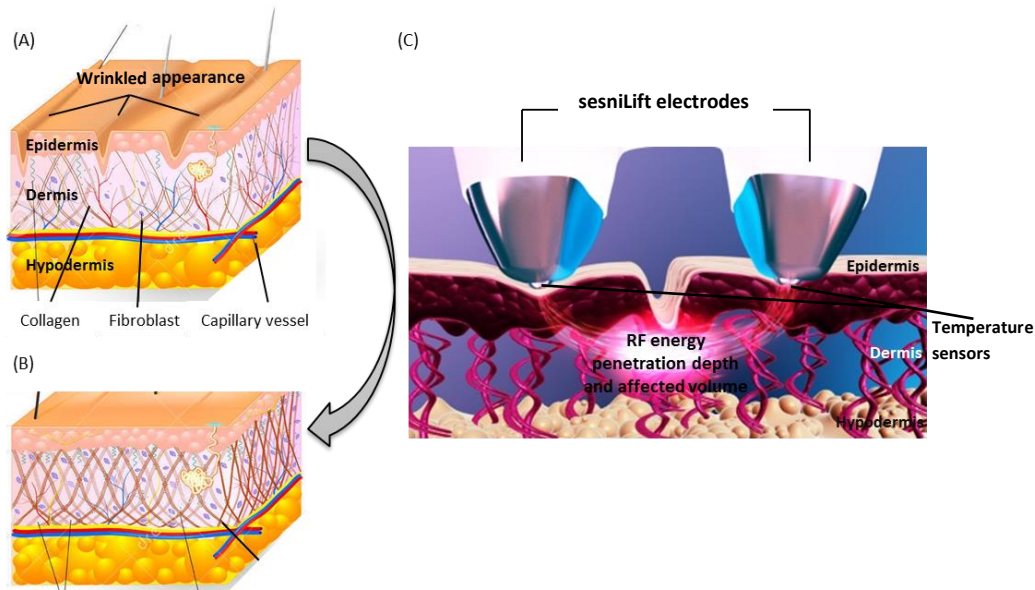 (A)
Wrinkled appearance
Epidermis
Dermis
Hypodermis
Collagen
Fibroblast
Capillary vessel
(B)
(C)
sesniLift electrodes
Epidermis
Temperature
sensors
Dermis
RF energy
penetration depth
and affected volume
Hypodermis